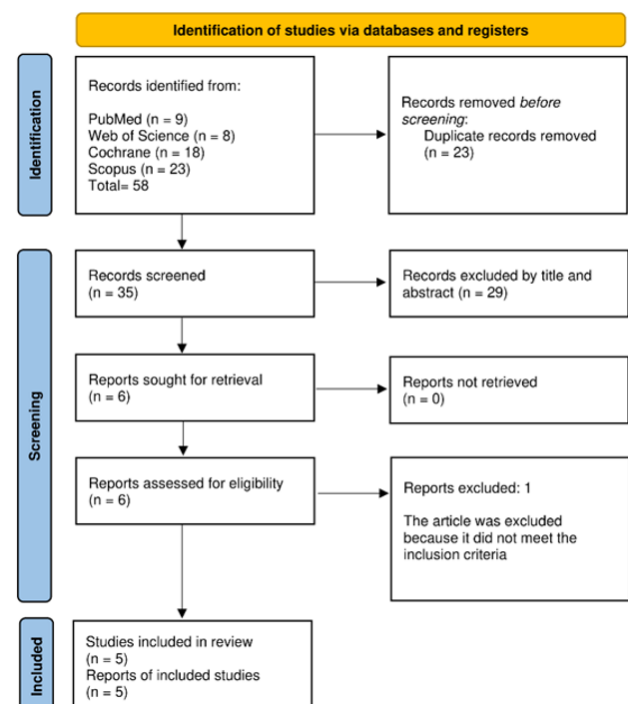 Identification of studies via databases and registers
Identification
Records identified from:
PubMed (n = 9)
Web of Science (n = 8)
Cochrane (n = 18)
Scopus (n = 23)
Total= 58
Records removed before
screening:
Duplicate records removed
(n = 23)
Screening
Records screened
(n = 35)
Records excluded by title and
abstract (n = 29)
Reports sought for retrieval
(n = 6)
Reports not retrieved
(n = 0)
Reports assessed for eligibility
(n = 6)
Reports excluded: 1
The article was excluded
because it did not meet the
inclusion criteria
Included
Studies included in review
(n = 5)
Reports of included studies
(n = 5)